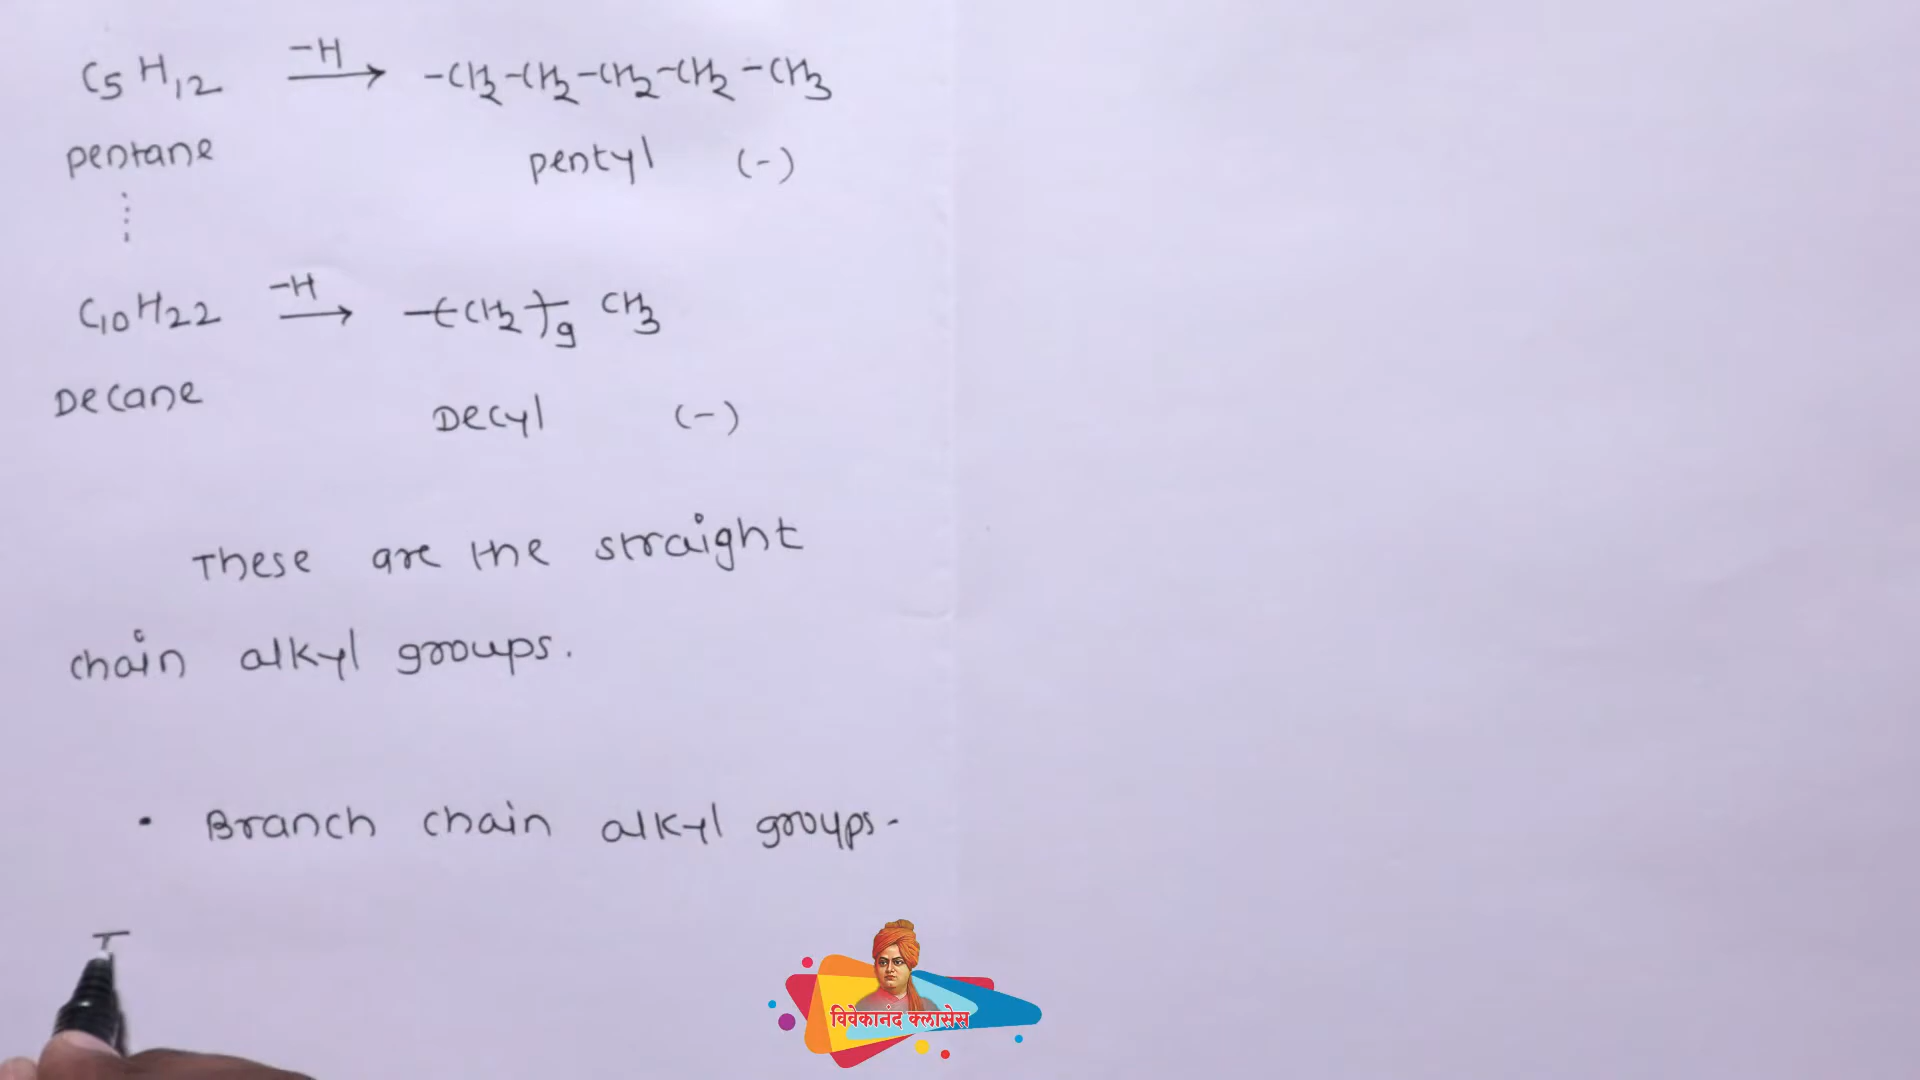 C5H12 -H → -CH2-CH2-CH2-CH2-CH3
pentane pentyl (-)
C10H22 -H → -(CH2)9 CH3
Decane Decyl (-)
These are the straight
chain alkyl groups.
• Branch chain alkyl groups-
T
विवेकानंद क्लासेस